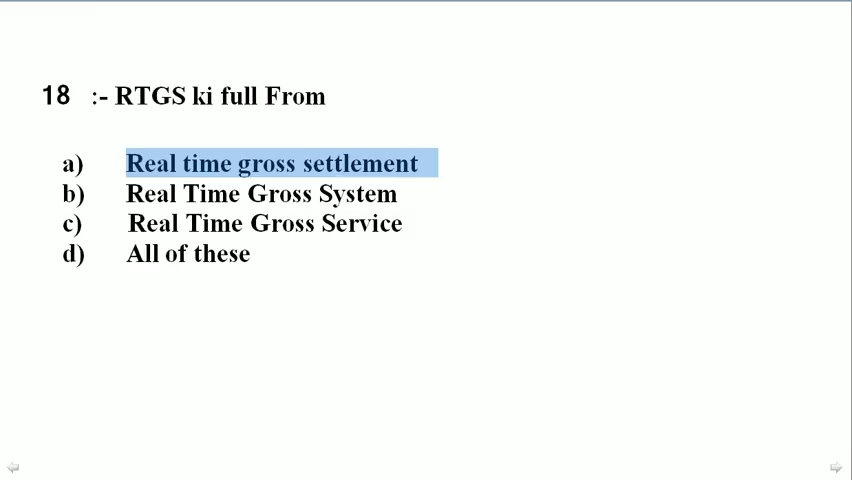 18 :- RTGS ki full From
a) Real time gross settlement
b) Real Time Gross System
c) Real Time Gross Service
d) All of these